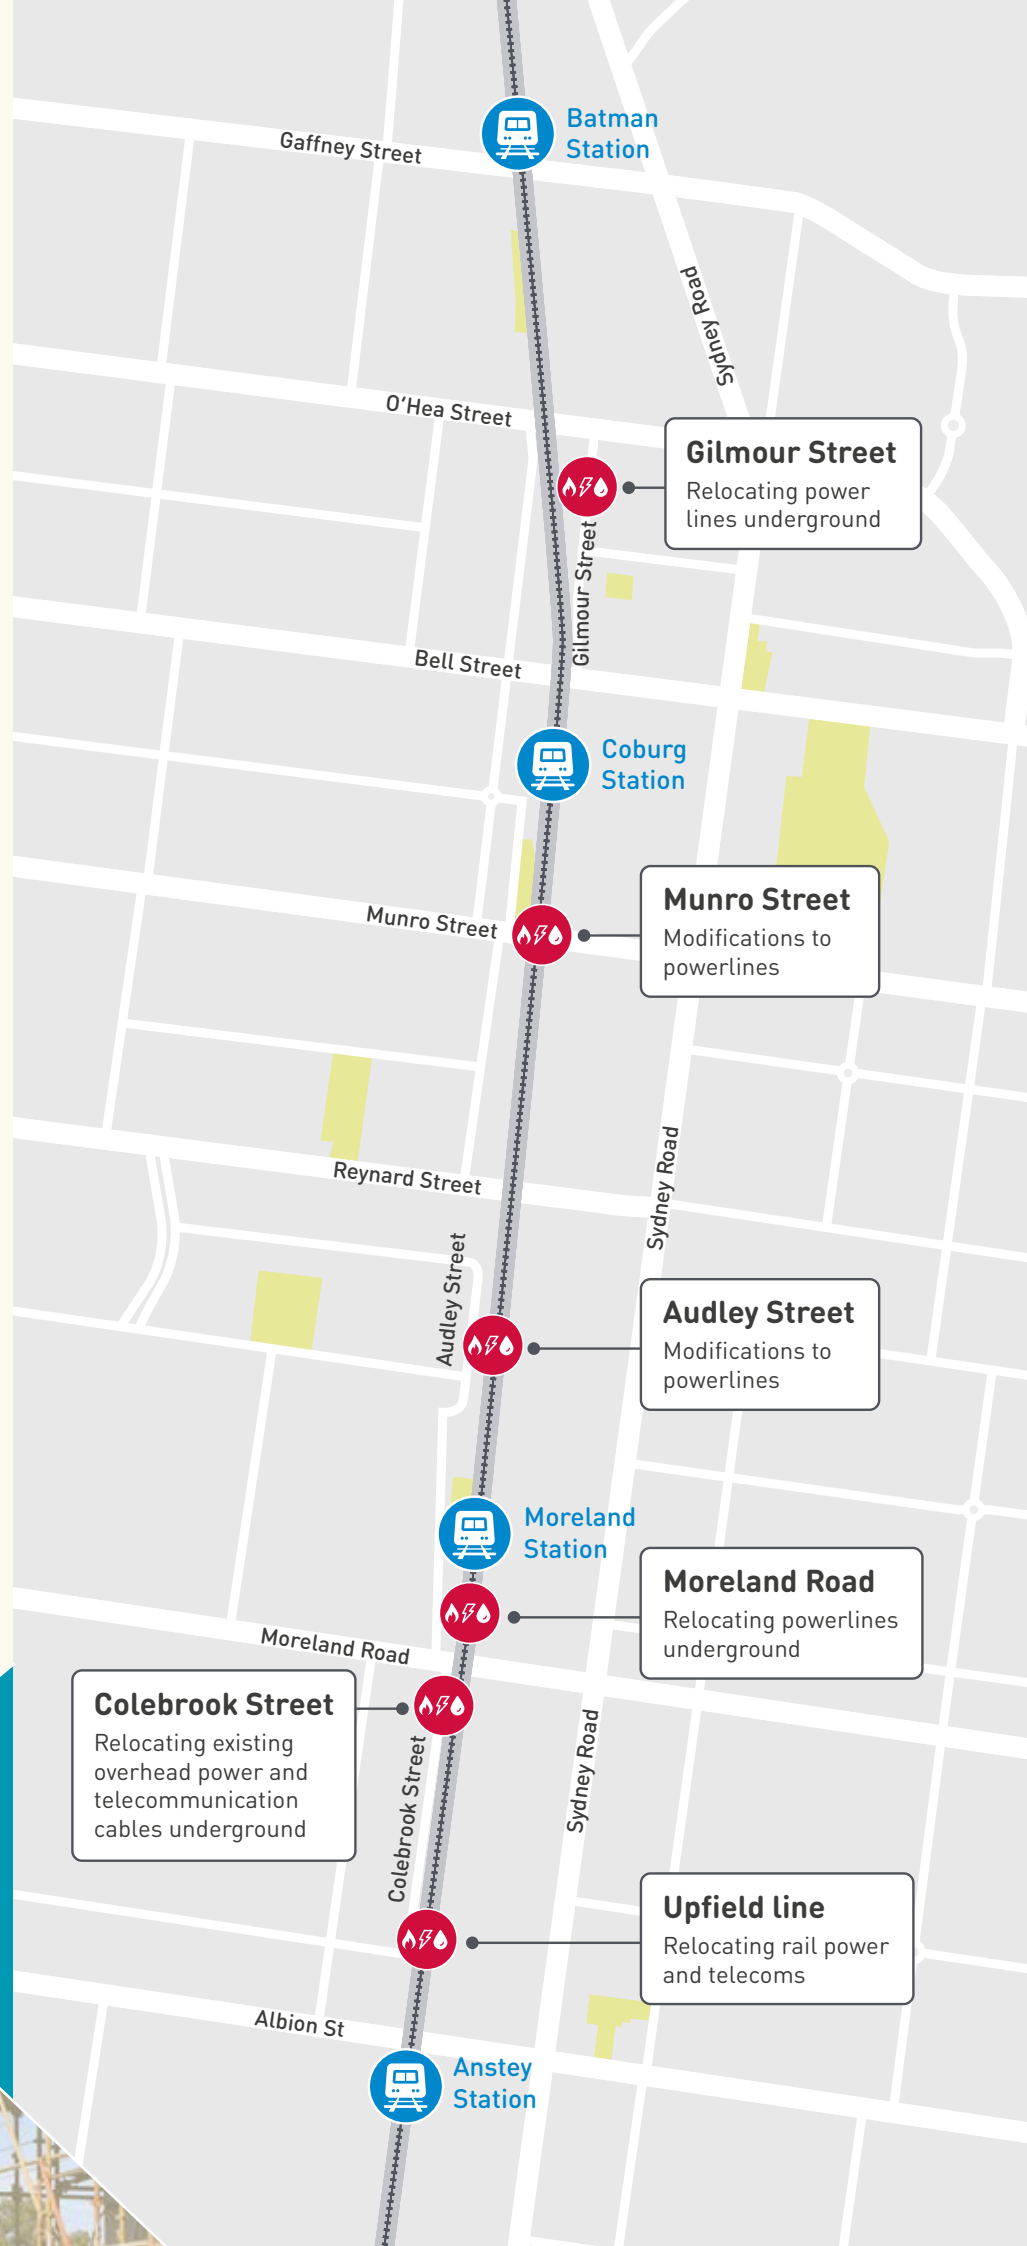 Batman
Station
Gaffney Street
Sydney Road
O'Hea Street
Gilmour Street
Relocating power
lines underground
Gilmour Street
Bell Street
Coburg
Station
Munro Street
Munro Street
Modifications to
powerlines
Sydney Road
Reynard Street
Audley Street
Audley Street
Modifications to
powerlines
Moreland
Station
Moreland Road
Relocating powerlines
underground
Moreland Road
Colebrook Street
Relocating existing
overhead power and
telecommunication
cables underground
Sydney Road
Colebrook Street
Upfield line
Relocating rail power
and telecoms
Albion St
Anstey
Station